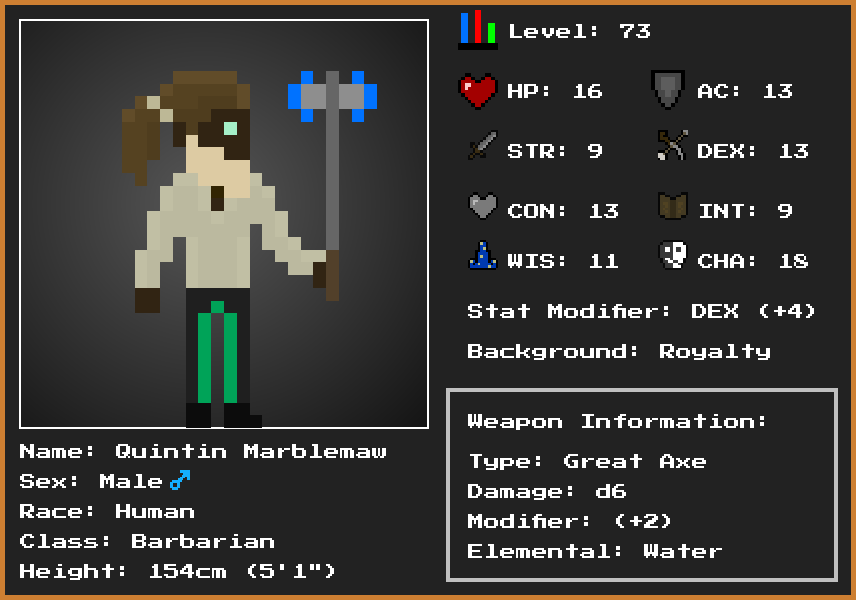 Level: 73
HP: 16
AC: 13
STR: 9
DEX: 13
CON: 13
INT: 9
WIS: 11
CHA: 18
Stat Modifier: DEX (+4)
Background: Royalty
Weapon Information:
Type: Great Axe
Damage: d6
Modifier: (+2)
Elemental: Water
Name: Quintin Marblemaw
Sex: Male♂
Race: Human
Class: Barbarian
Height: 154cm (5'1")